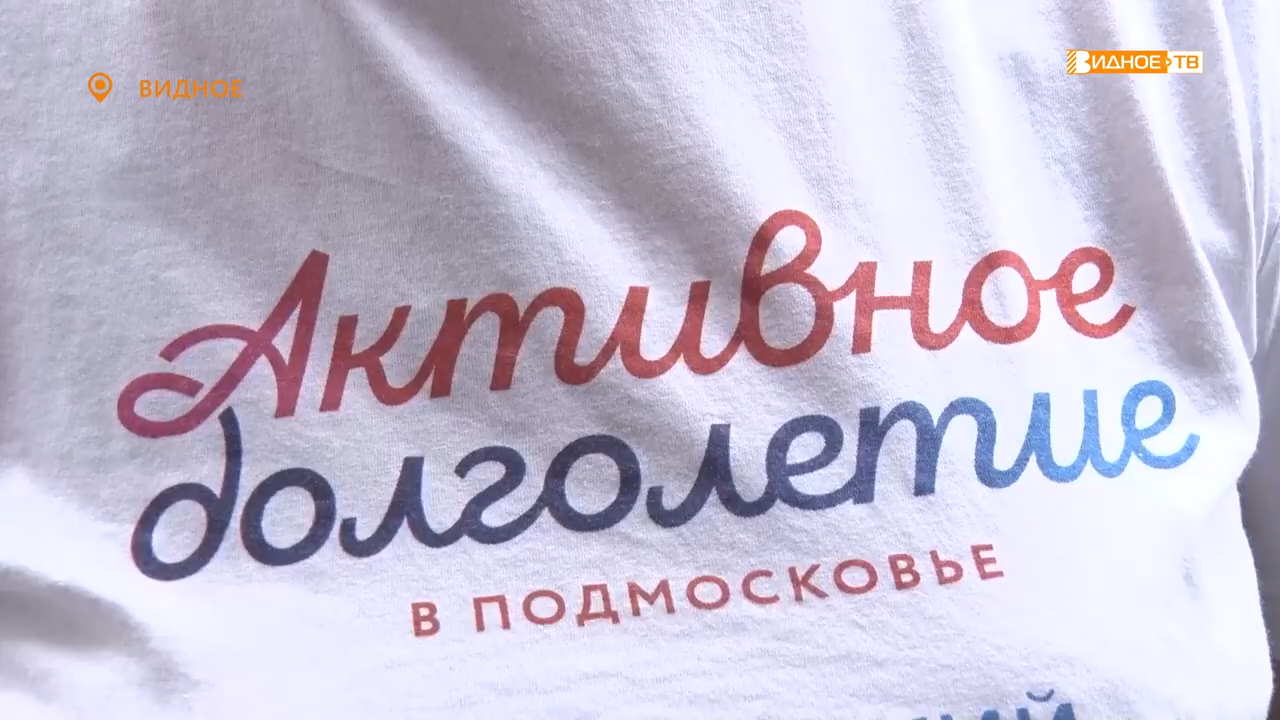 ВИДНОЕ
ВИДНОЕ ТВ
Активное
долголетие
В ПОДМОСКОВЬЕ